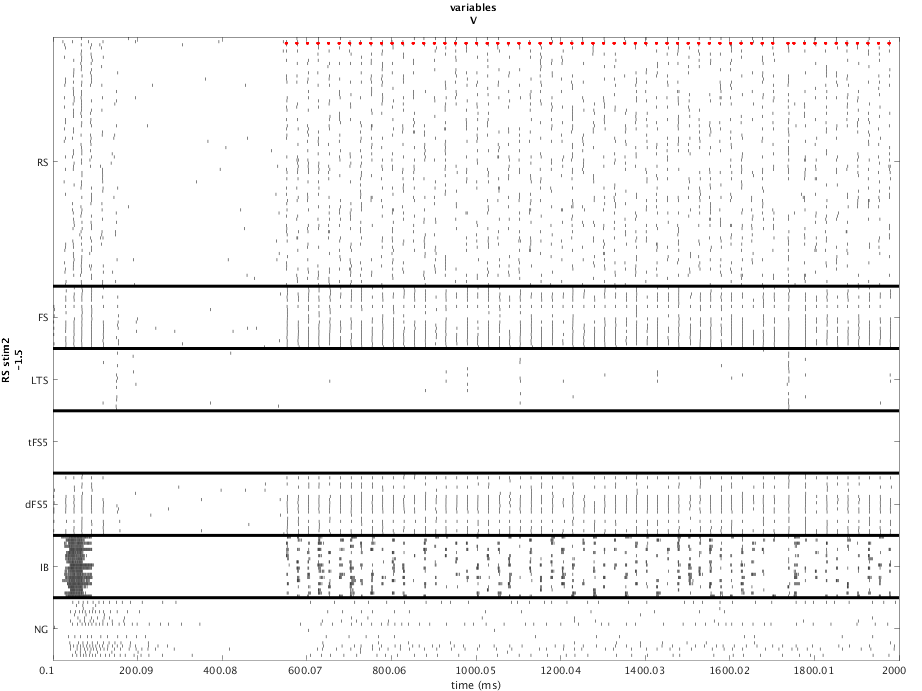 variables
V
RS
FS
RS stim2
-1.5
LTS
tFS5
dFS5
IB
NG
0.1 200.09 400.08 600.07 800.06 1000.05 1200.04 1400.03 1600.02 1800.01 2000
time (ms)